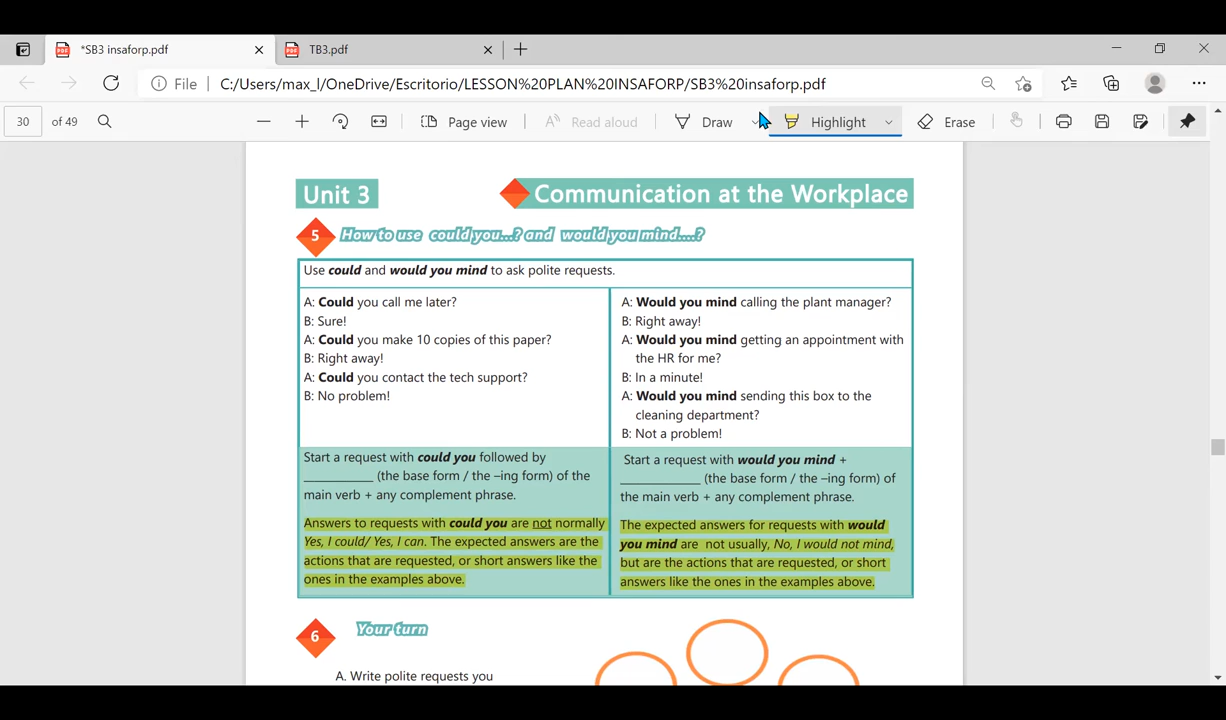 *SB3 insaforp.pdf
TB3.pdf
File
C:/Users/max_l/OneDrive/Escritorio/LESSON%20PLAN%20INSAFORP/SB3%20insaforp.pdf
30 of 49
Page view
Read aloud
Draw
Highlight
Erase
Unit 3
Communication at the Workplace
5 How to use could you...? and would you mind....?
Use could and would you mind to ask polite requests.
A: Could you call me later?
B: Sure!
A: Could you make 10 copies of this paper?
B: Right away!
A: Could you contact the tech support?
B: No problem!
A: Would you mind calling the plant manager?
B: Right away!
A: Would you mind getting an appointment with
the HR for me?
B: In a minute!
A: Would you mind sending this box to the
cleaning department?
B: Not a problem!
Start a request with could you followed by
___________ (the base form / the –ing form) of the
main verb + any complement phrase.
Answers to requests with could you are not normally
Yes, I could/ Yes, I can. The expected answers are the
actions that are requested, or short answers like the
ones in the examples above.
Start a request with would you mind +
_____________ (the base form / the –ing form) of
the main verb + any complement phrase.
The expected answers for requests with would
you mind are not usually, No, I would not mind,
but are the actions that are requested, or short
answers like the ones in the examples above.
6 Your turn
A. Write polite requests you